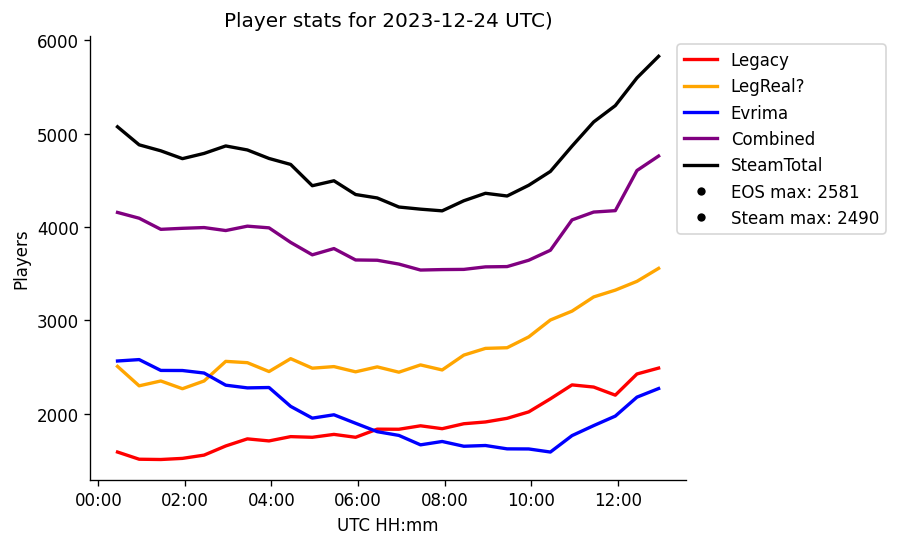 Player stats for 2023-12-24 UTC)
6000
5000
4000
3000
2000
Players
00:00 02:00 04:00 06:00 08:00 10:00 12:00
UTC HH:mm
Legacy
LegReal?
Evrima
Combined
SteamTotal
EOS max: 2581
Steam max: 2490